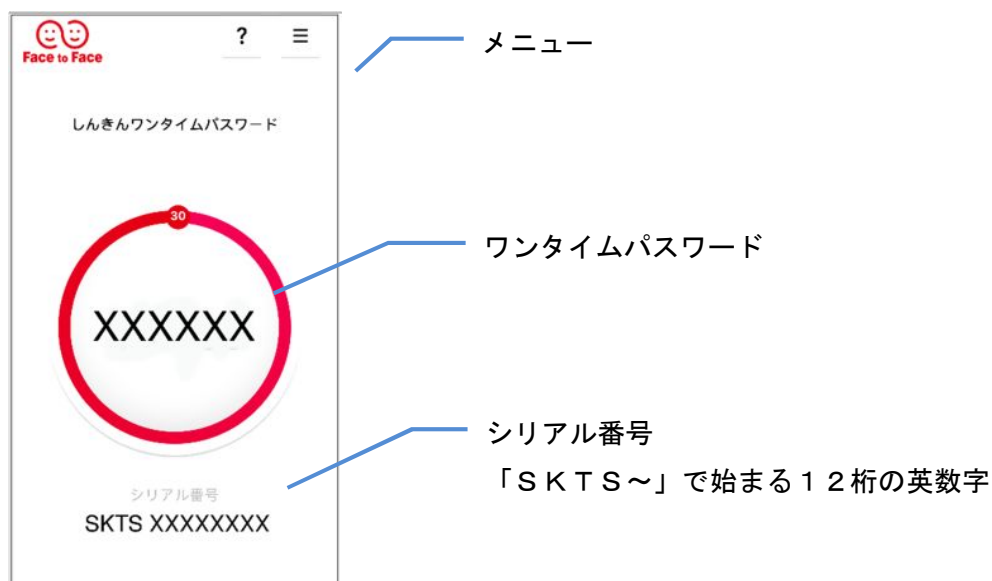 Face to Face
?
≡
メニュー
しんきんワンタイムパスワード
30
ワンタイムパスワード
XXXXXX
シリアル番号
「ＳＫＴＳ～」で始まる１２桁の英数字
シリアル番号
SKTS XXXXXXXX